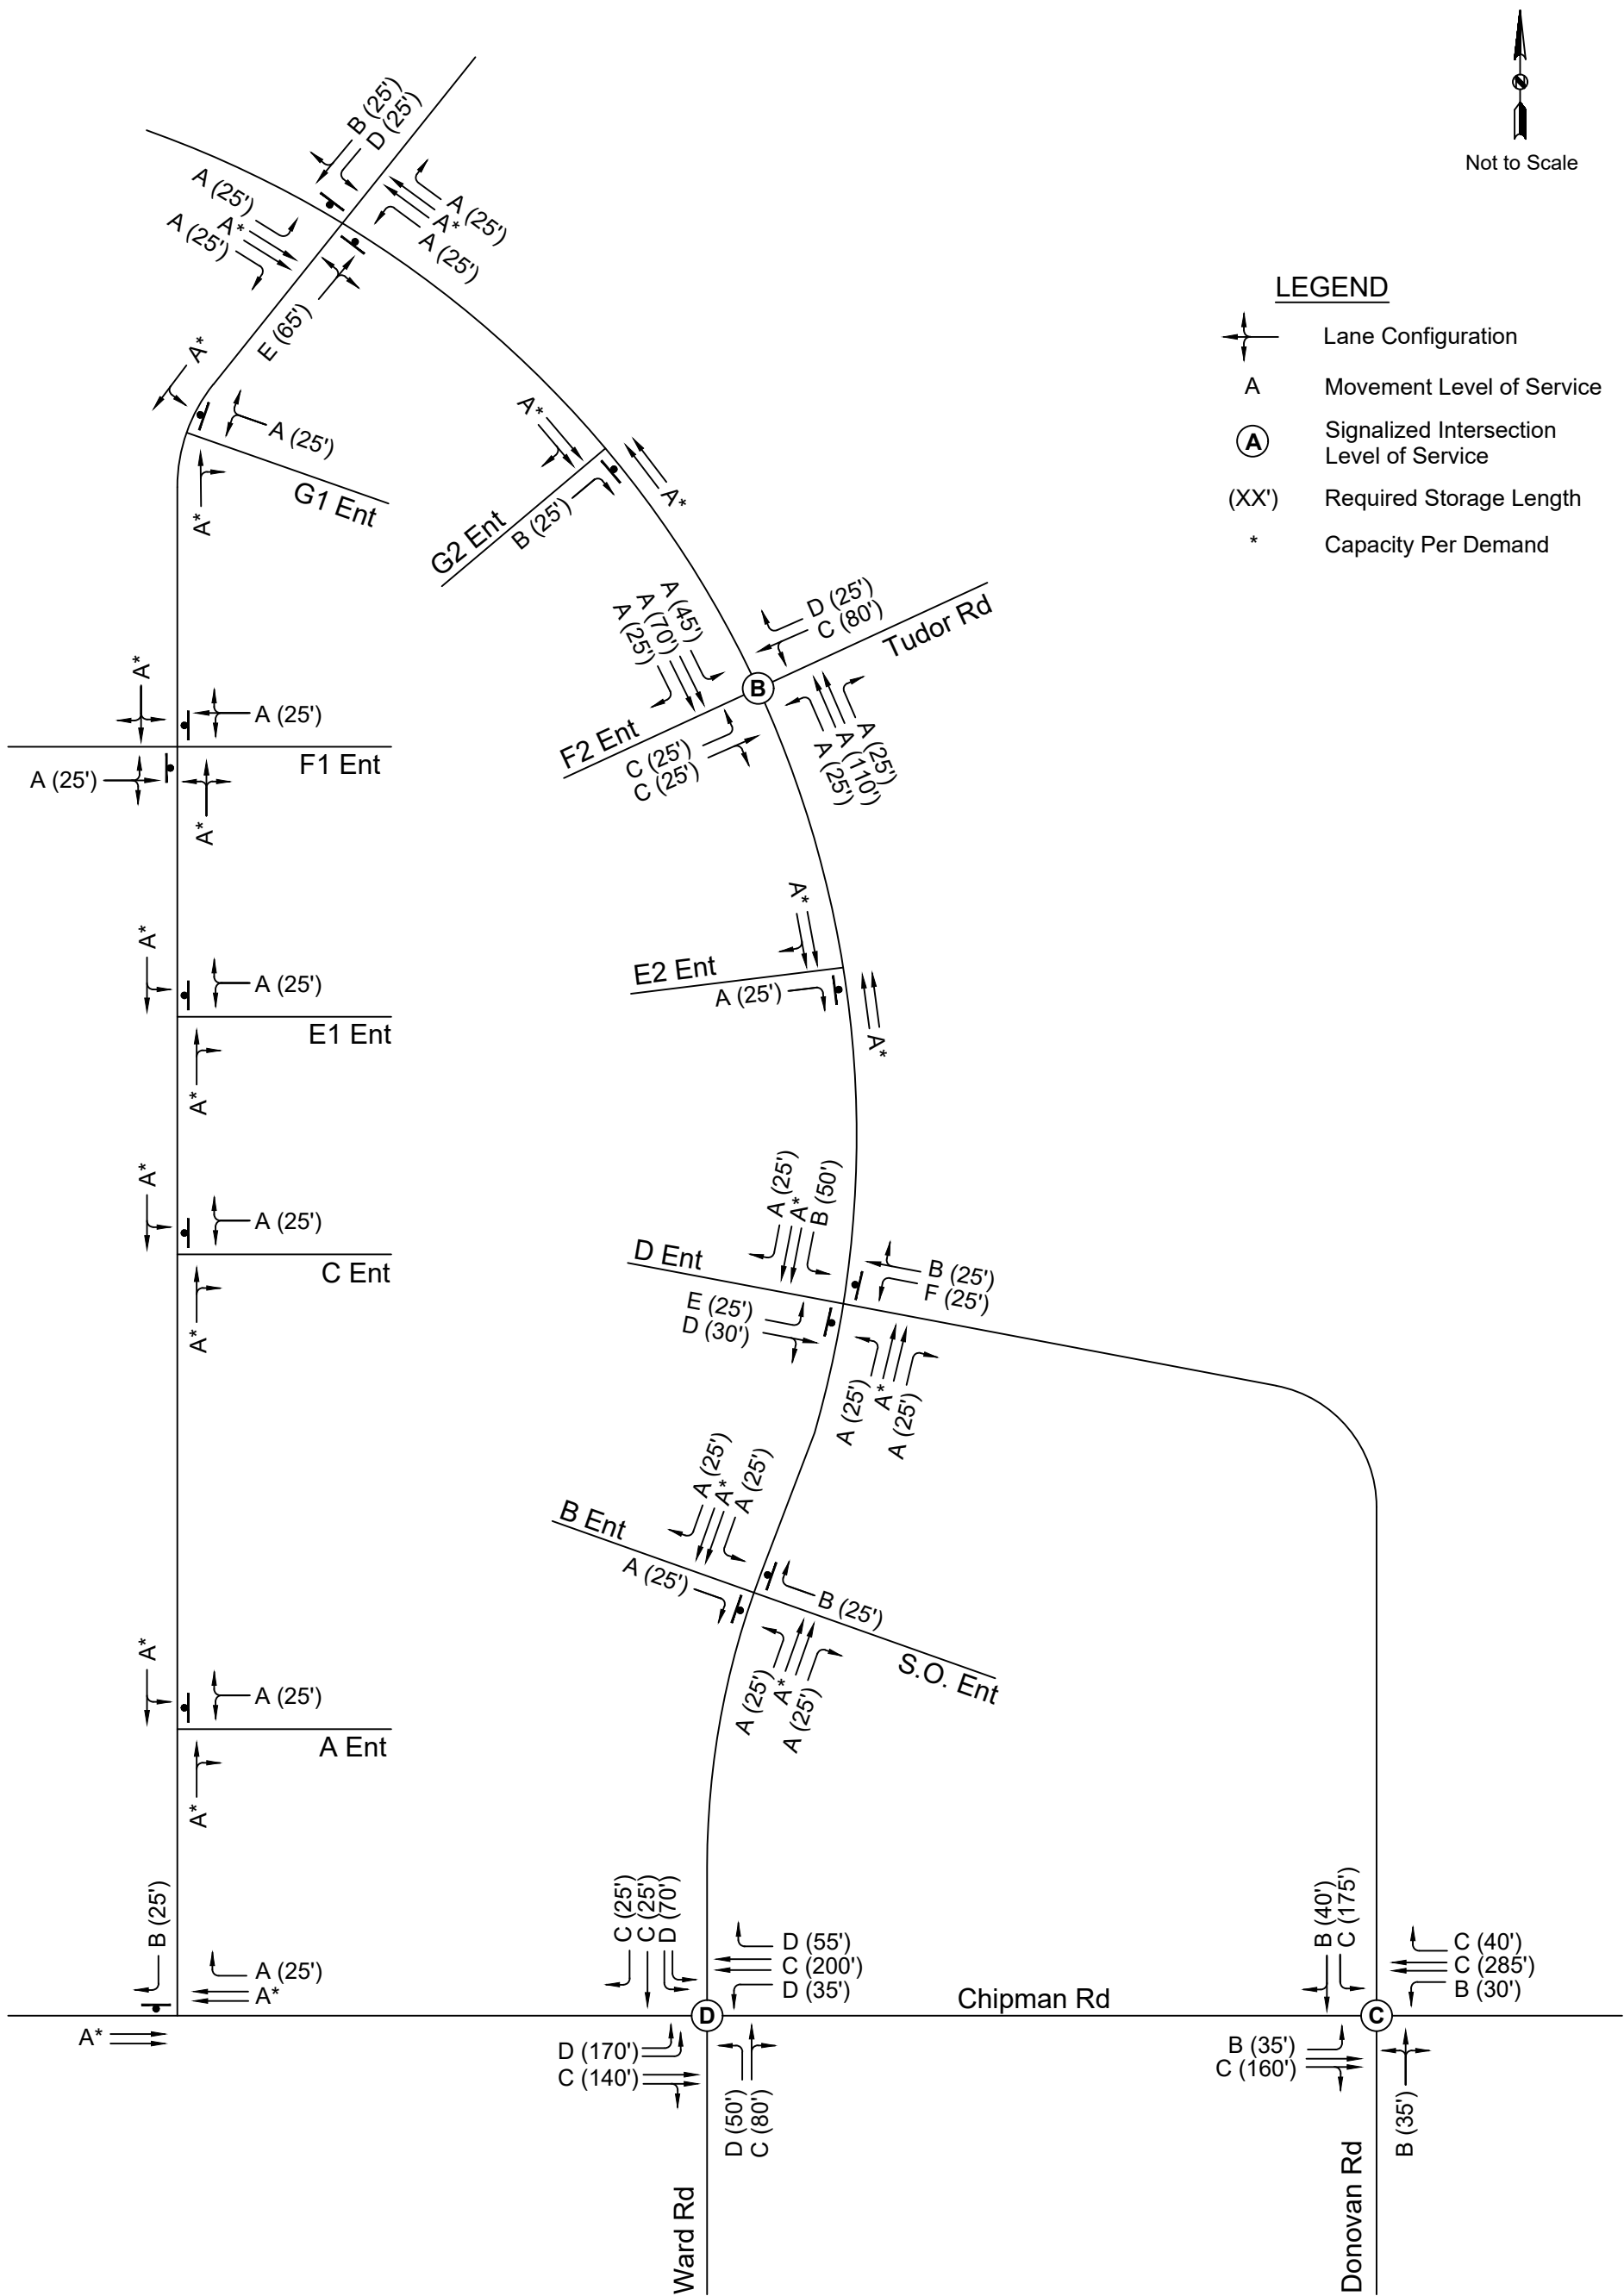 Not to Scale
B (25')
D (25')
A (25')
A*
A (25')
A (25')
A*
A (25')
E (65')
LEGEND
Lane Configuration
A Movement Level of Service
A Signalized Intersection
Level of Service
(XX') Required Storage Length
* Capacity Per Demand
A*
A (25')
G1 Ent
A*
A*
A*
G2 Ent
B (25')
A (45')
A (70')
A (25')
D (25')
C (80')
Tudor Rd
B
F2 Ent
C (25')
C (25')
A (25')
A (110')
A (25')
A*
A (25')
F1 Ent
A (25')
A*
A*
E2 Ent
A (25')
A*
A*
A (25')
E1 Ent
A*
A (25')
A*
B (50')
D Ent
B (25')
F (25')
E (25')
D (30')
A (25')
A*
A (25')
A*
A (25')
C Ent
A*
A (25')
A*
A (25')
B Ent
A (25')
B (25')
S.O. Ent
A (25')
A*
A (25')
A*
A (25')
A Ent
A*
B (25')
A (25')
A*
A*
C (25')
C (25')
D (70')
D (55')
C (200')
D (35')
D
D (170')
C (140')
D (50')
C (80')
Ward Rd
Chipman Rd
B (40')
C (175')
C (40')
C (285')
B (30')
C
B (35')
C (160')
B (35')
Donovan Rd